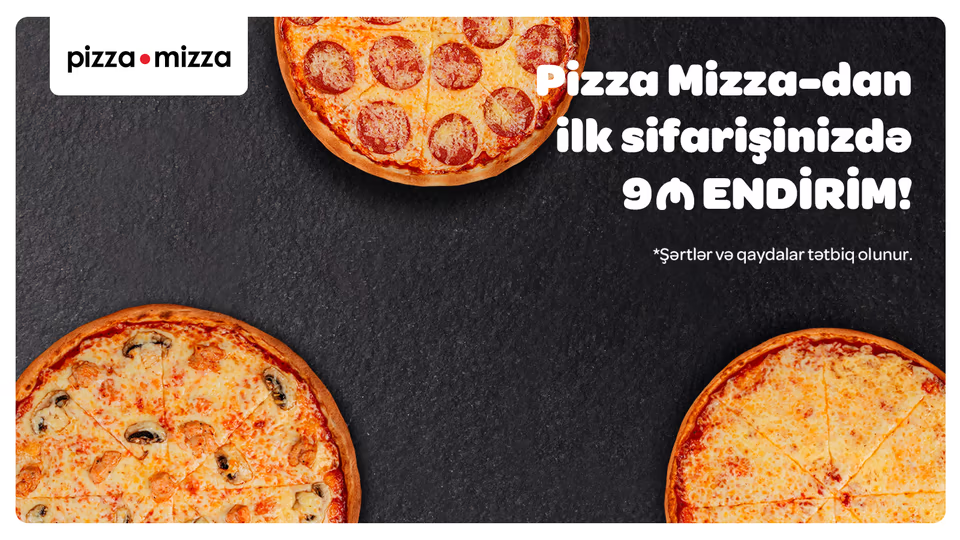 pizza•mizza
Pizza Mizza-dan
ilk sifarişinizdə
9₼ ENDİRİM!
*Şərtlər və qaydalar tətbiq olunur.